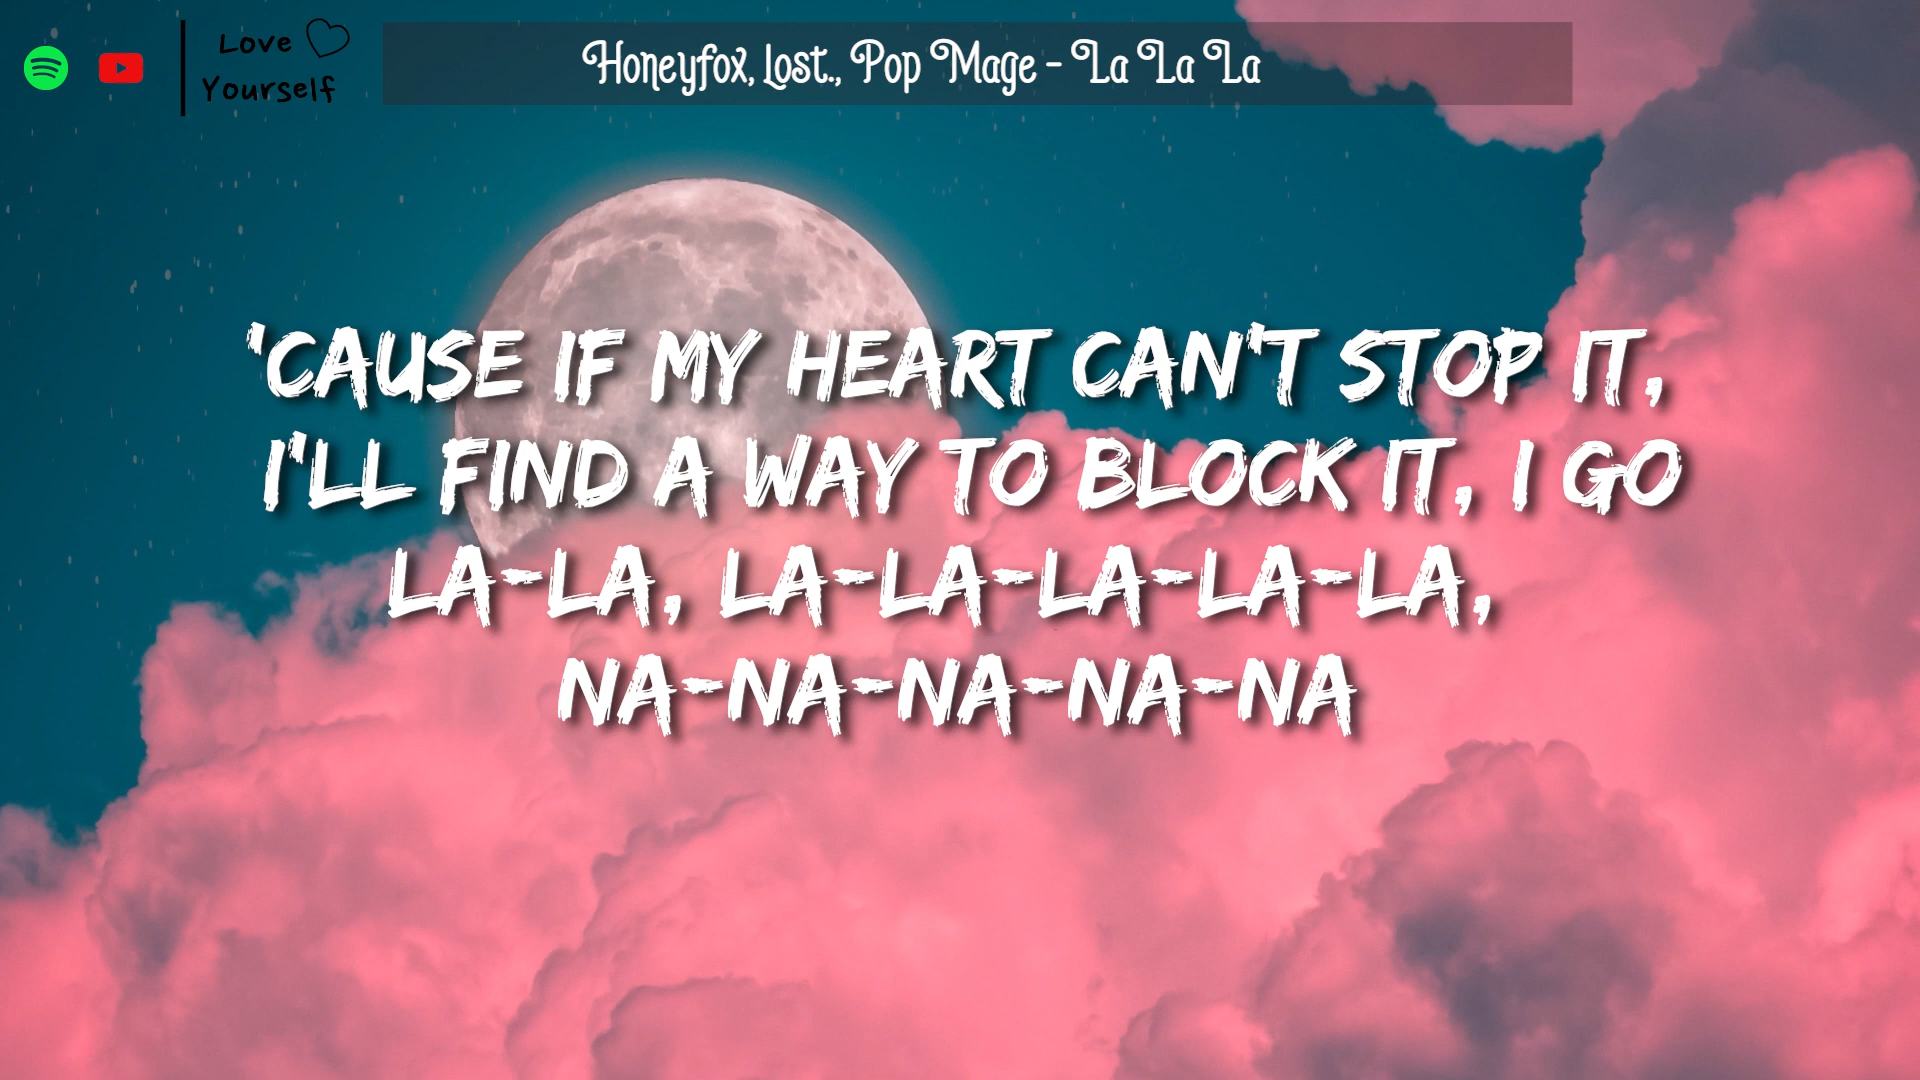 Love
Yourself
Honeyfox, Lost., Pop Mage - La La La
'CAUSE IF MY HEART CAN'T STOP IT,
I'LL FIND A WAY TO BLOCK IT, I GO
LA-LA, LA-LA-LA-LA-LA,
NA-NA-NA-NA-NA